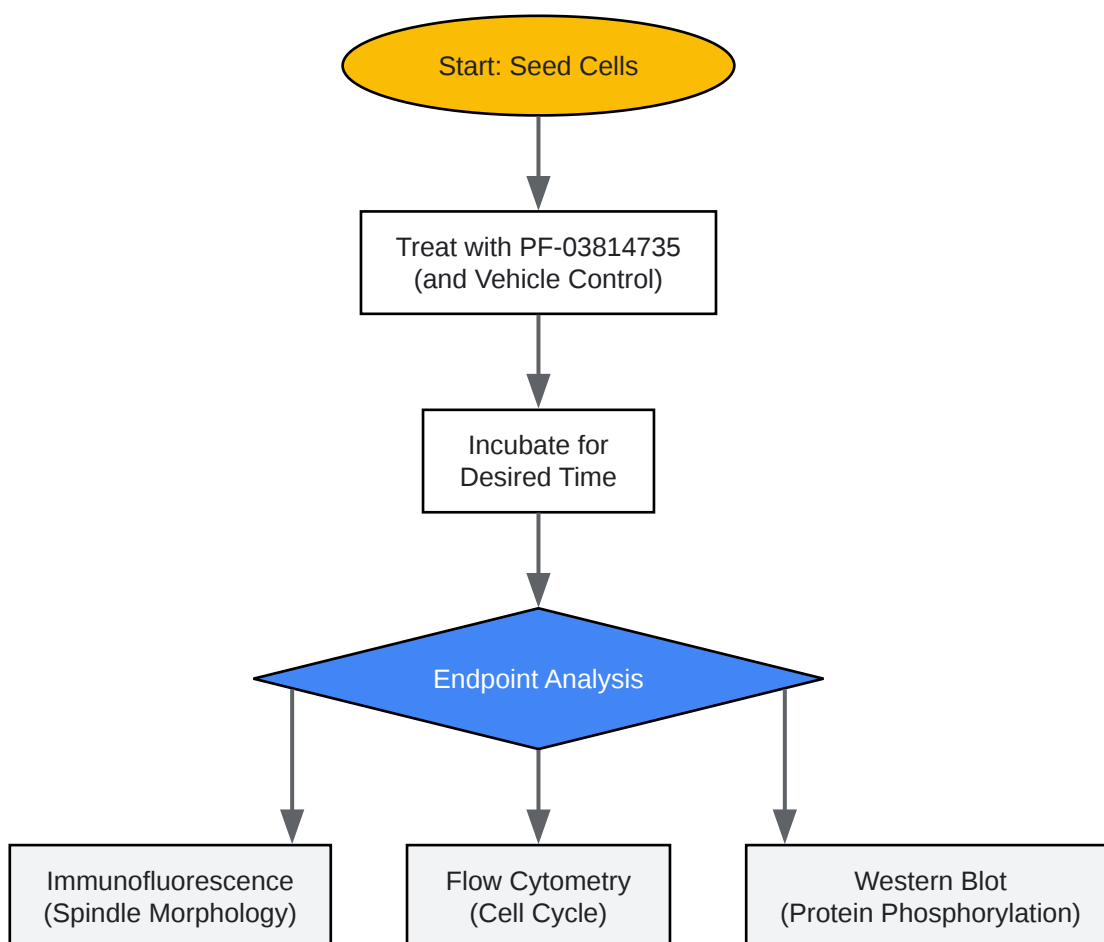 Start: Seed Cells
Treat with PF-03814735
(and Vehicle Control)
Incubate for
Desired Time
Endpoint Analysis
Immunofluorescence
(Spindle Morphology)
Flow Cytometry
(Cell Cycle)
Western Blot
(Protein Phosphorylation)